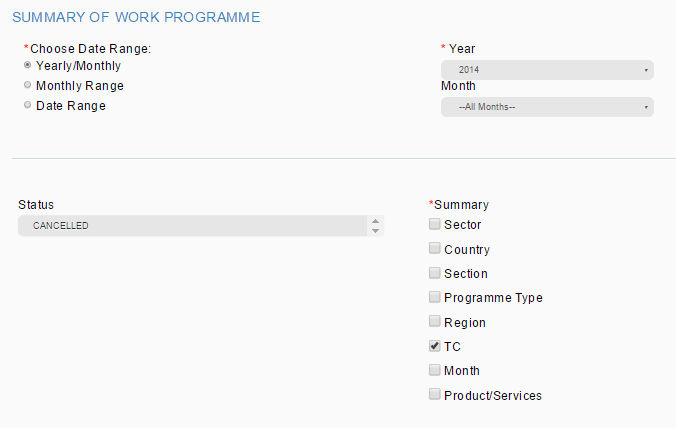 SUMMARY OF WORK PROGRAMME
*Choose Date Range:
Yearly/Monthly
Monthly Range
Date Range
* Year
2014
Month
--All Months--
Status
CANCELLED
*Summary
Sector
Country
Section
Programme Type
Region
TC
Month
Product/Services